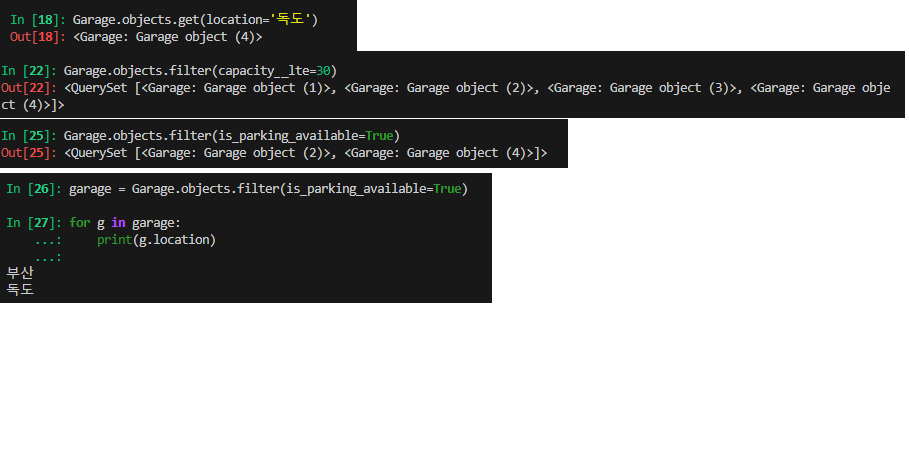 In [18]: Garage.objects.get(location='독도')
Out[18]: <Garage: Garage object (4)>
In [22]: Garage.objects.filter(capacity__lte=30)
Out[22]: <QuerySet [<Garage: Garage object (1)>, <Garage: Garage object (2)>, <Garage: Garage object (3)>, <Garage: Garage obje
ct (4)>]>
In [25]: Garage.objects.filter(is_parking_available=True)
Out[25]: <QuerySet [<Garage: Garage object (2)>, <Garage: Garage object (4)>]>
In [26]: garage = Garage.objects.filter(is_parking_available=True)
In [27]: for g in garage:
    ...:     print(g.location)
    ...:
부산
독도